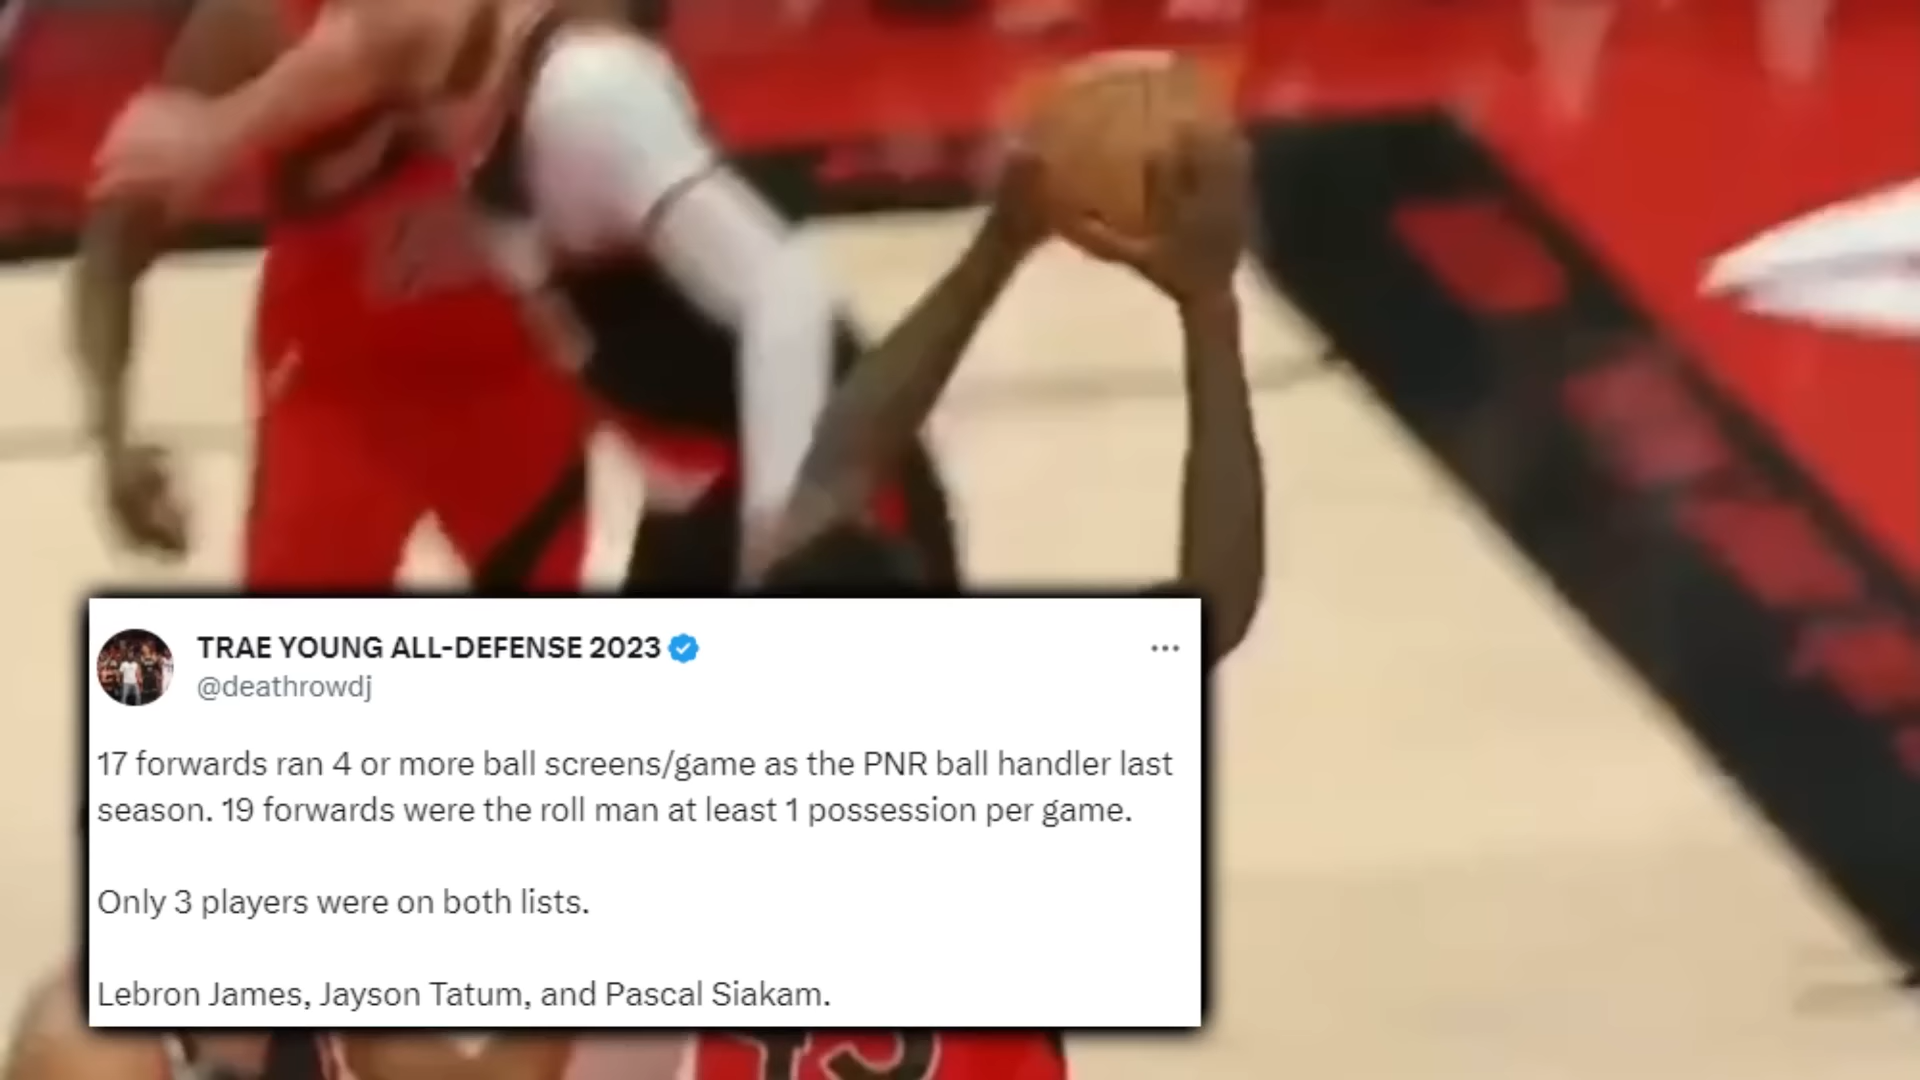 TRAE YOUNG ALL-DEFENSE 2023
@deathrowdj
17 forwards ran 4 or more ball screens/game as the PNR ball handler last
season. 19 forwards were the roll man at least 1 possession per game.
Only 3 players were on both lists.
Lebron James, Jayson Tatum, and Pascal Siakam.
43